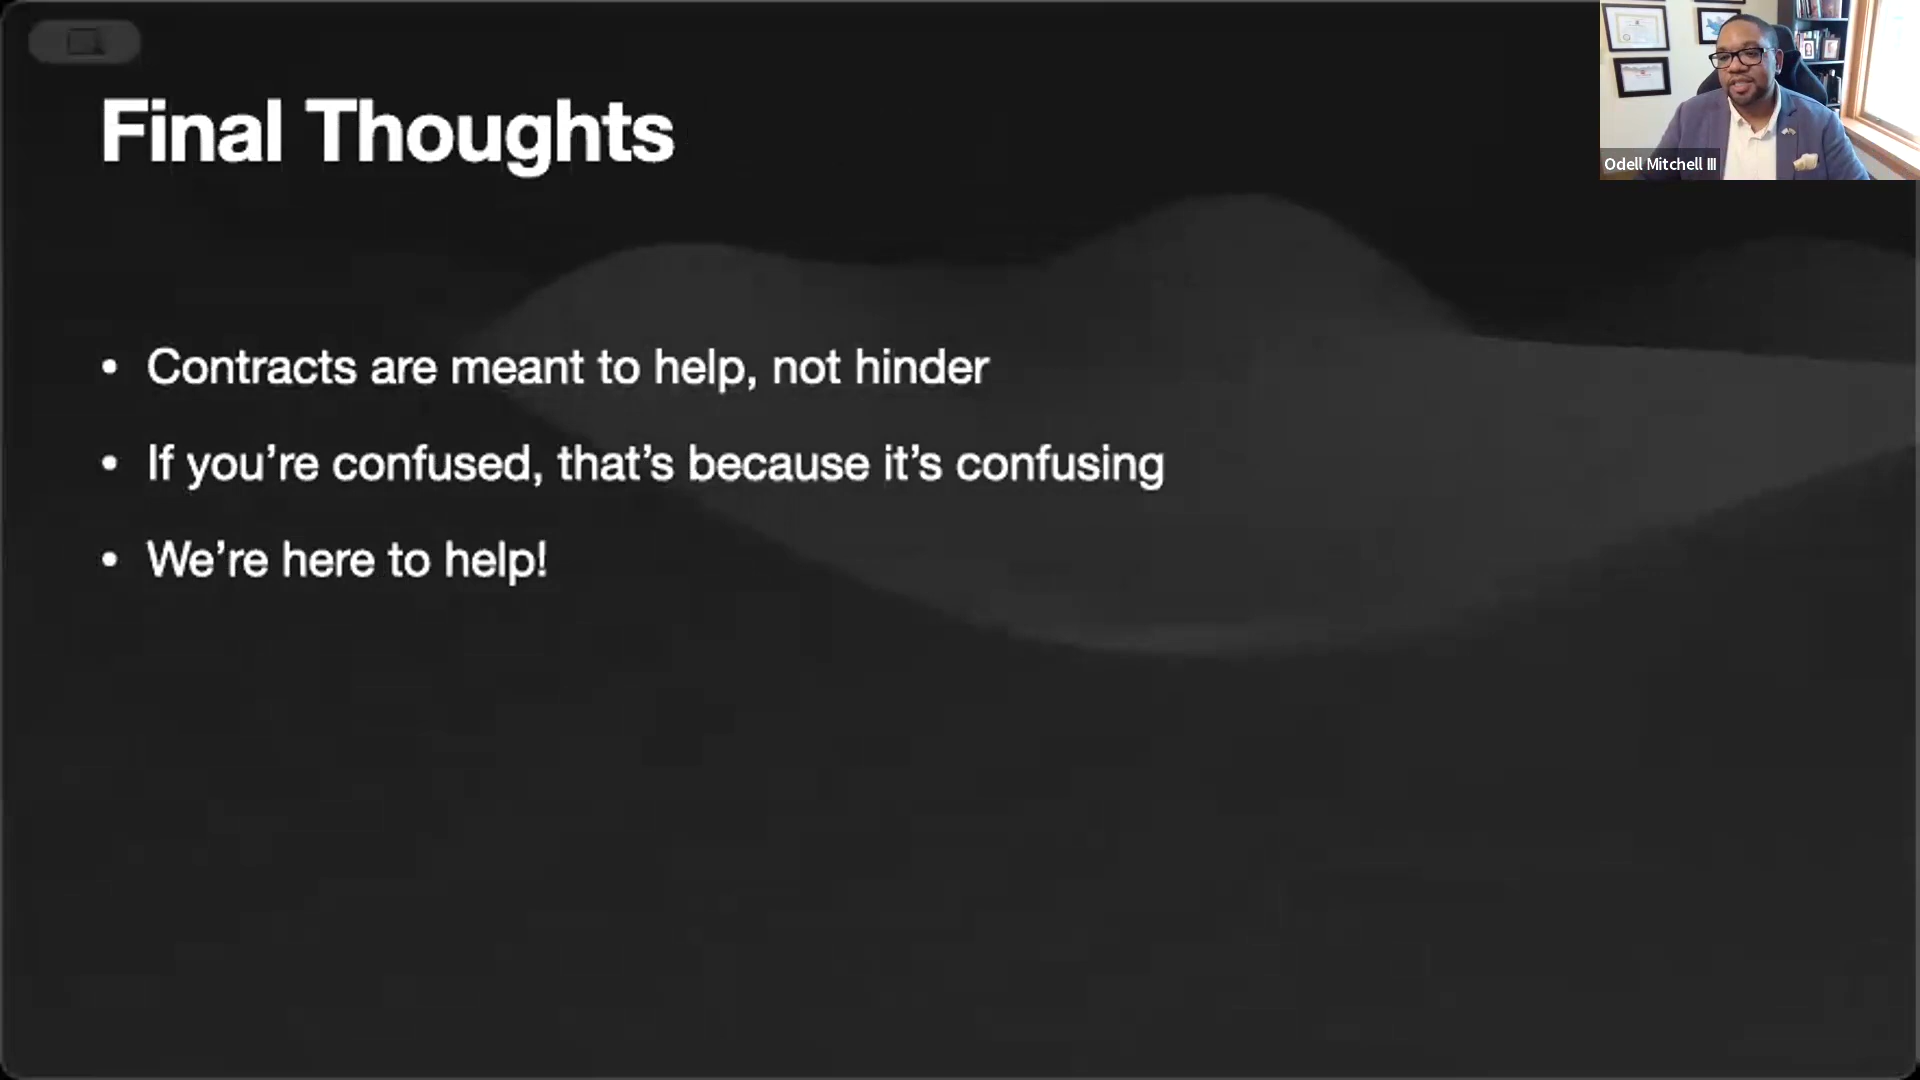 Final Thoughts
Odell Mitchell III
• Contracts are meant to help, not hinder
• If you’re confused, that’s because it’s confusing
• We’re here to help!